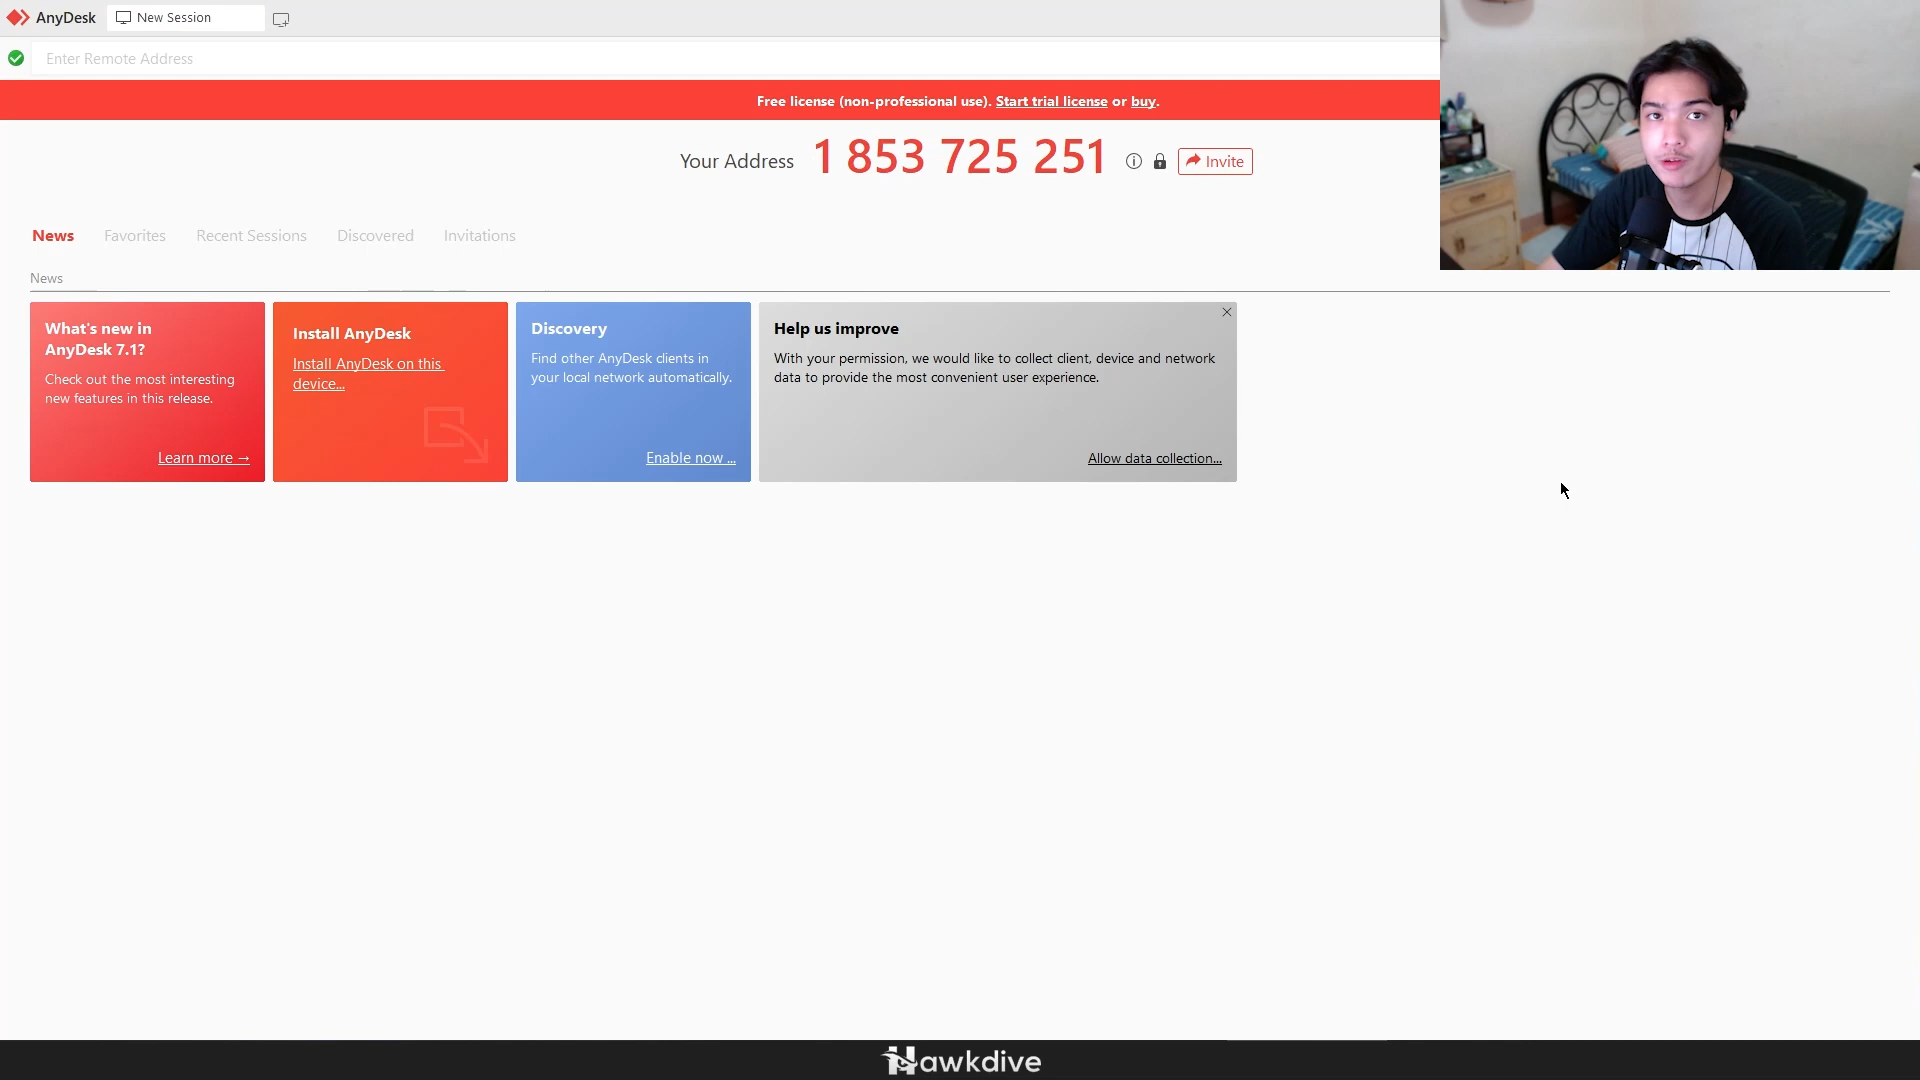 AnyDesk
New Session
Enter Remote Address
Free license (non-professional use). Start trial license or buy.
Your Address 1 853 725 251 Invite
News Favorites Recent Sessions Discovered Invitations
News
What's new in
AnyDesk 7.1?
Check out the most interesting
new features in this release.
Learn more →
Install AnyDesk
Install AnyDesk on this
device...
Discovery
Find other AnyDesk clients in
your local network automatically.
Enable now ...
Help us improve
With your permission, we would like to collect client, device and network
data to provide the most convenient user experience.
Allow data collection...
Hawkdive